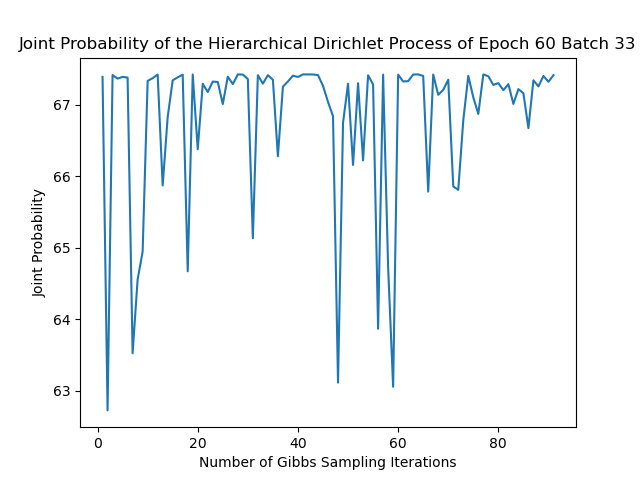 Joint Probability of the Hierarchical Dirichlet Process of Epoch 60 Batch 33
67
66
65
64
63
Joint Probability
0 20 40 60 80
Number of Gibbs Sampling Iterations